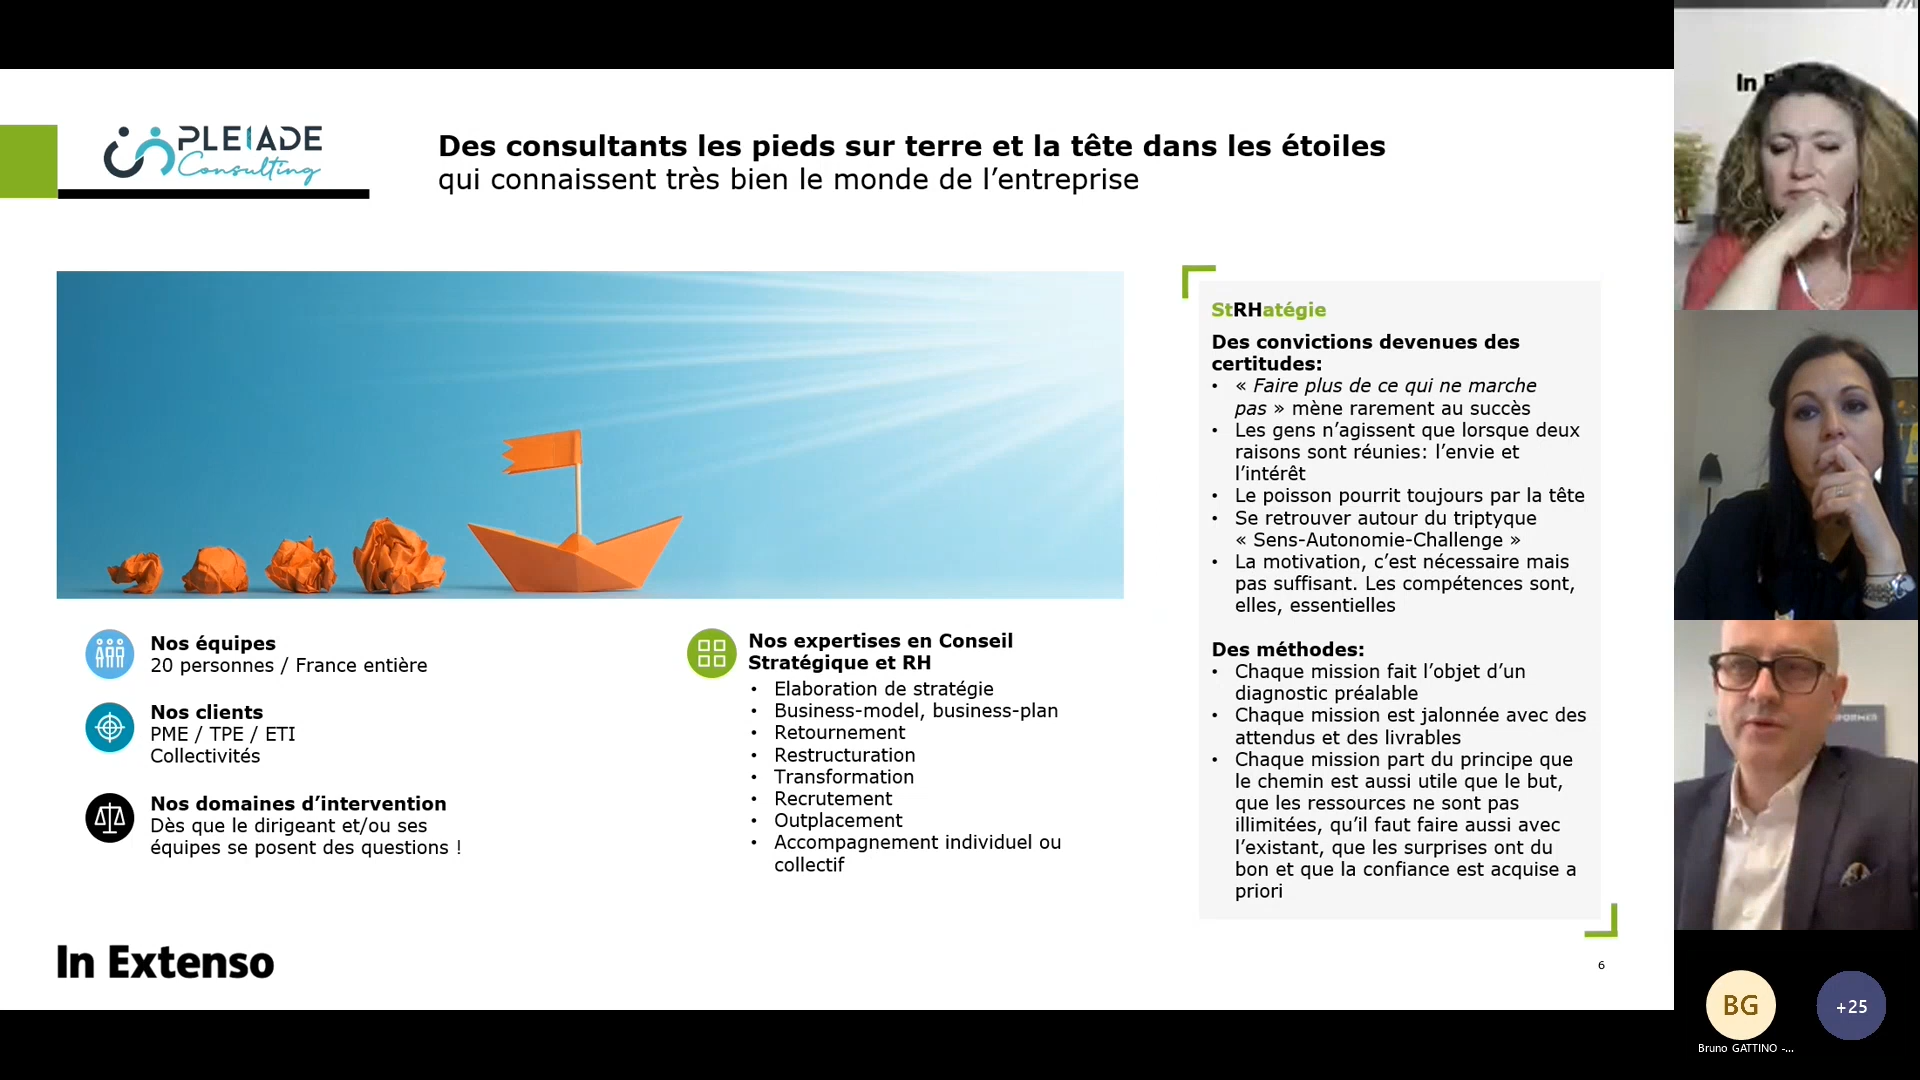 PLEIADE
Consulting
Des consultants les pieds sur terre et la tête dans les étoiles
qui connaissent très bien le monde de l’entreprise
Nos équipes
20 personnes / France entière
Nos clients
PME / TPE / ETI
Collectivités
Nos domaines d’intervention
Dès que le dirigeant et/ou ses
équipes se posent des questions !
Nos expertises en Conseil
Stratégique et RH
• Elaboration de stratégie
• Business-model, business-plan
• Retournement
• Restructuration
• Transformation
• Recrutement
• Outplacement
• Accompagnement individuel ou
collectif
StRHatégie
Des convictions devenues des
certitudes:
• « Faire plus de ce qui ne marche
pas » mène rarement au succès
• Les gens n’agissent que lorsque deux
raisons sont réunies: l’envie et
l’intérêt
• Le poisson pourrit toujours par la tête
• Se retrouver autour du triptyque
« Sens-Autonomie-Challenge »
• La motivation, c’est nécessaire mais
pas suffisant. Les compétences sont,
elles, essentielles
Des méthodes:
• Chaque mission fait l’objet d’un
diagnostic préalable
• Chaque mission est jalonnée avec des
attendus et des livrables
• Chaque mission part du principe que
le chemin est aussi utile que le but,
que les ressources ne sont pas
illimitées, qu’il faut faire aussi avec
l’existant, que les surprises ont du
bon et que la confiance est acquise a
priori
In Extenso
6
In
BG
+25
Bruno GATTINO -...